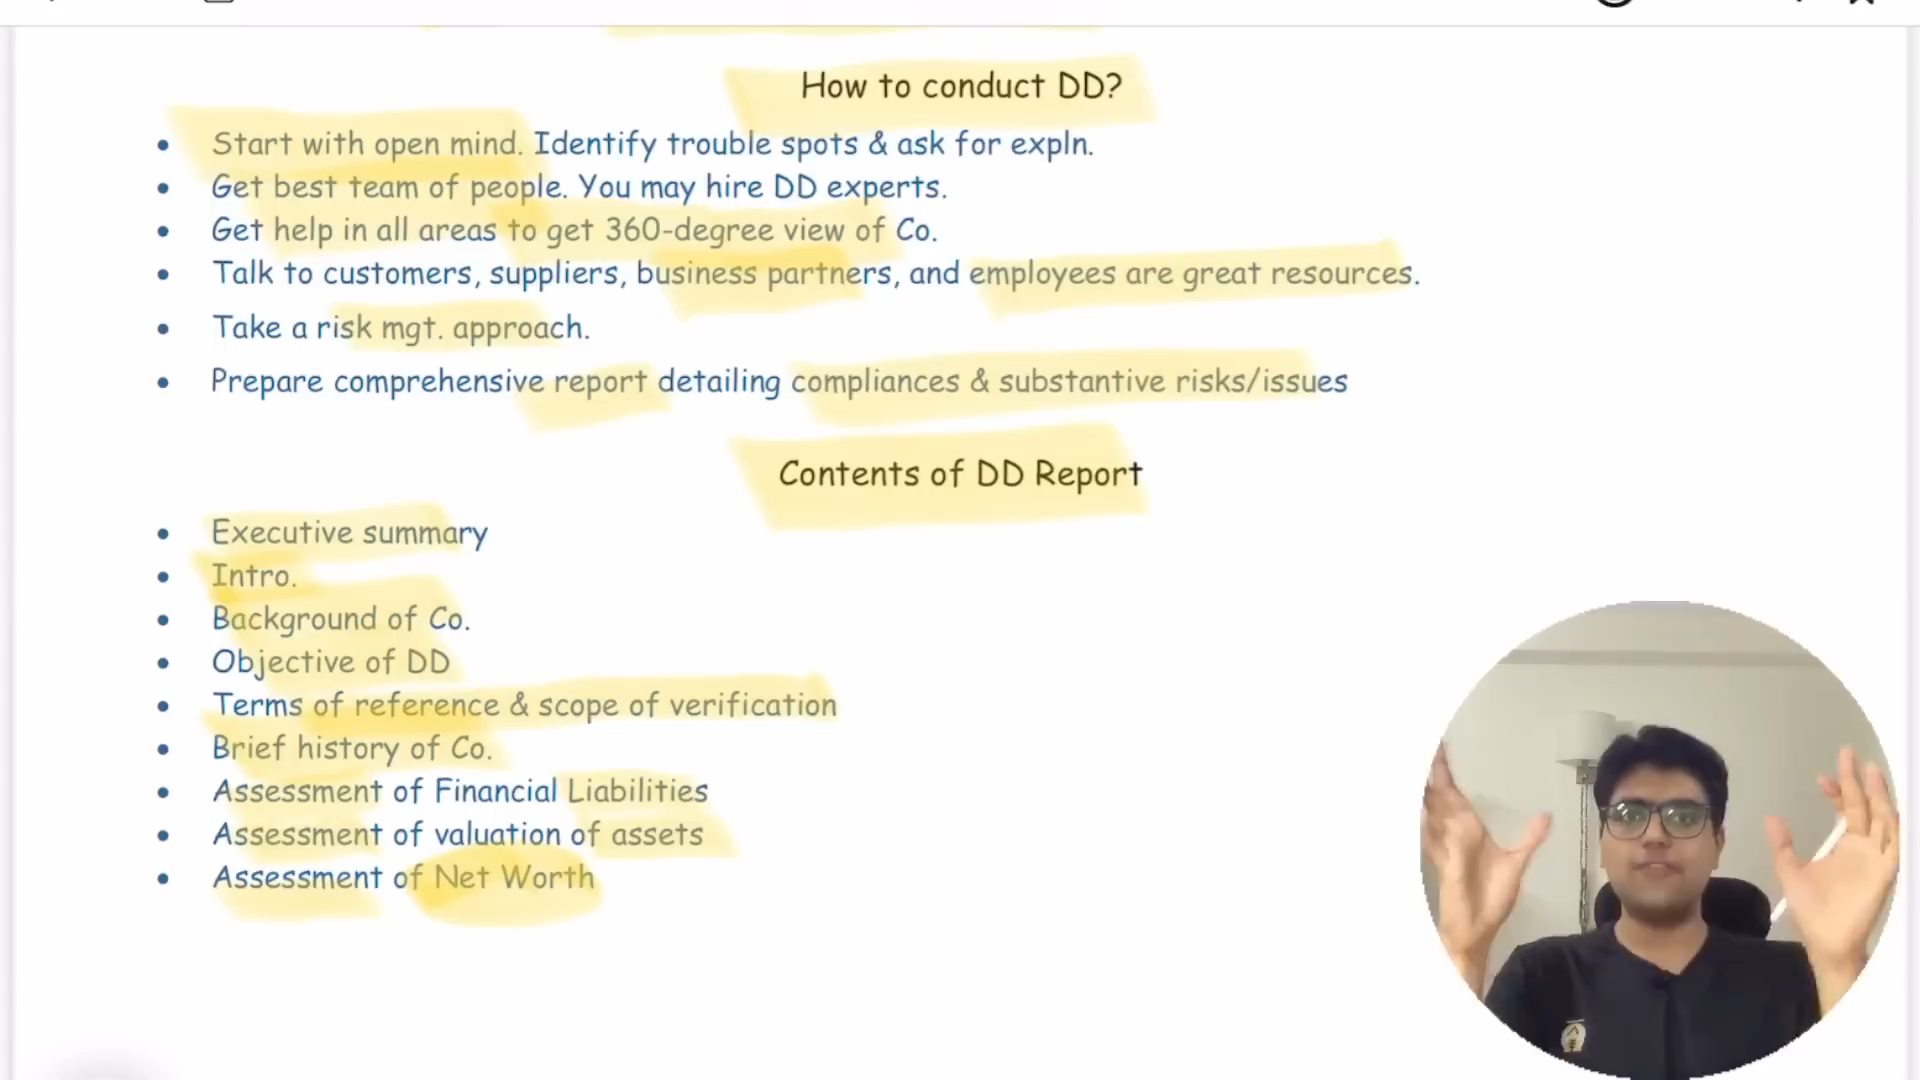 How to conduct DD?
• Start with open mind. Identify trouble spots & ask for expln.
• Get best team of people. You may hire DD experts.
• Get help in all areas to get 360-degree view of Co.
• Talk to customers, suppliers, business partners, and employees are great resources.
• Take a risk mgt. approach.
• Prepare comprehensive report detailing compliances & substantive risks/issues
Contents of DD Report
• Executive summary
• Intro.
• Background of Co.
• Objective of DD
• Terms of reference & scope of verification
• Brief history of Co.
• Assessment of Financial Liabilities
• Assessment of valuation of assets
• Assessment of Net Worth